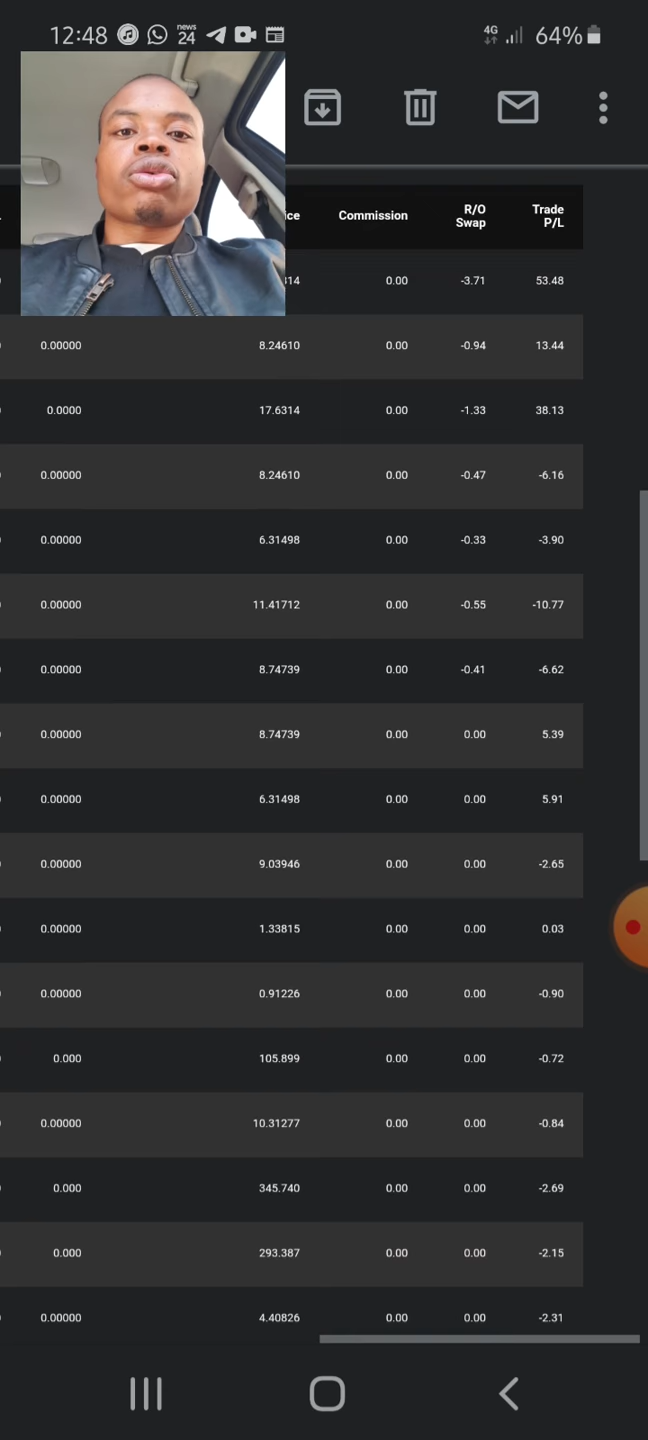 12:48 news 24 4G 64%
ice Commission R/O Swap Trade P/L
314 0.00 -3.71 53.48
0.00000 8.24610 0.00 -0.94 13.44
0.0000 17.6314 0.00 -1.33 38.13
0.00000 8.24610 0.00 -0.47 -6.16
0.00000 6.31498 0.00 -0.33 -3.90
0.00000 11.41712 0.00 -0.55 -10.77
0.00000 8.74739 0.00 -0.41 -6.62
0.00000 8.74739 0.00 0.00 5.39
0.00000 6.31498 0.00 0.00 5.91
0.00000 9.03946 0.00 0.00 -2.65
0.00000 1.33815 0.00 0.00 0.03
0.00000 0.91226 0.00 0.00 -0.90
0.000 105.899 0.00 0.00 -0.72
0.00000 10.31277 0.00 0.00 -0.84
0.000 345.740 0.00 0.00 -2.69
0.000 293.387 0.00 0.00 -2.15
0.00000 4.40826 0.00 0.00 -2.31